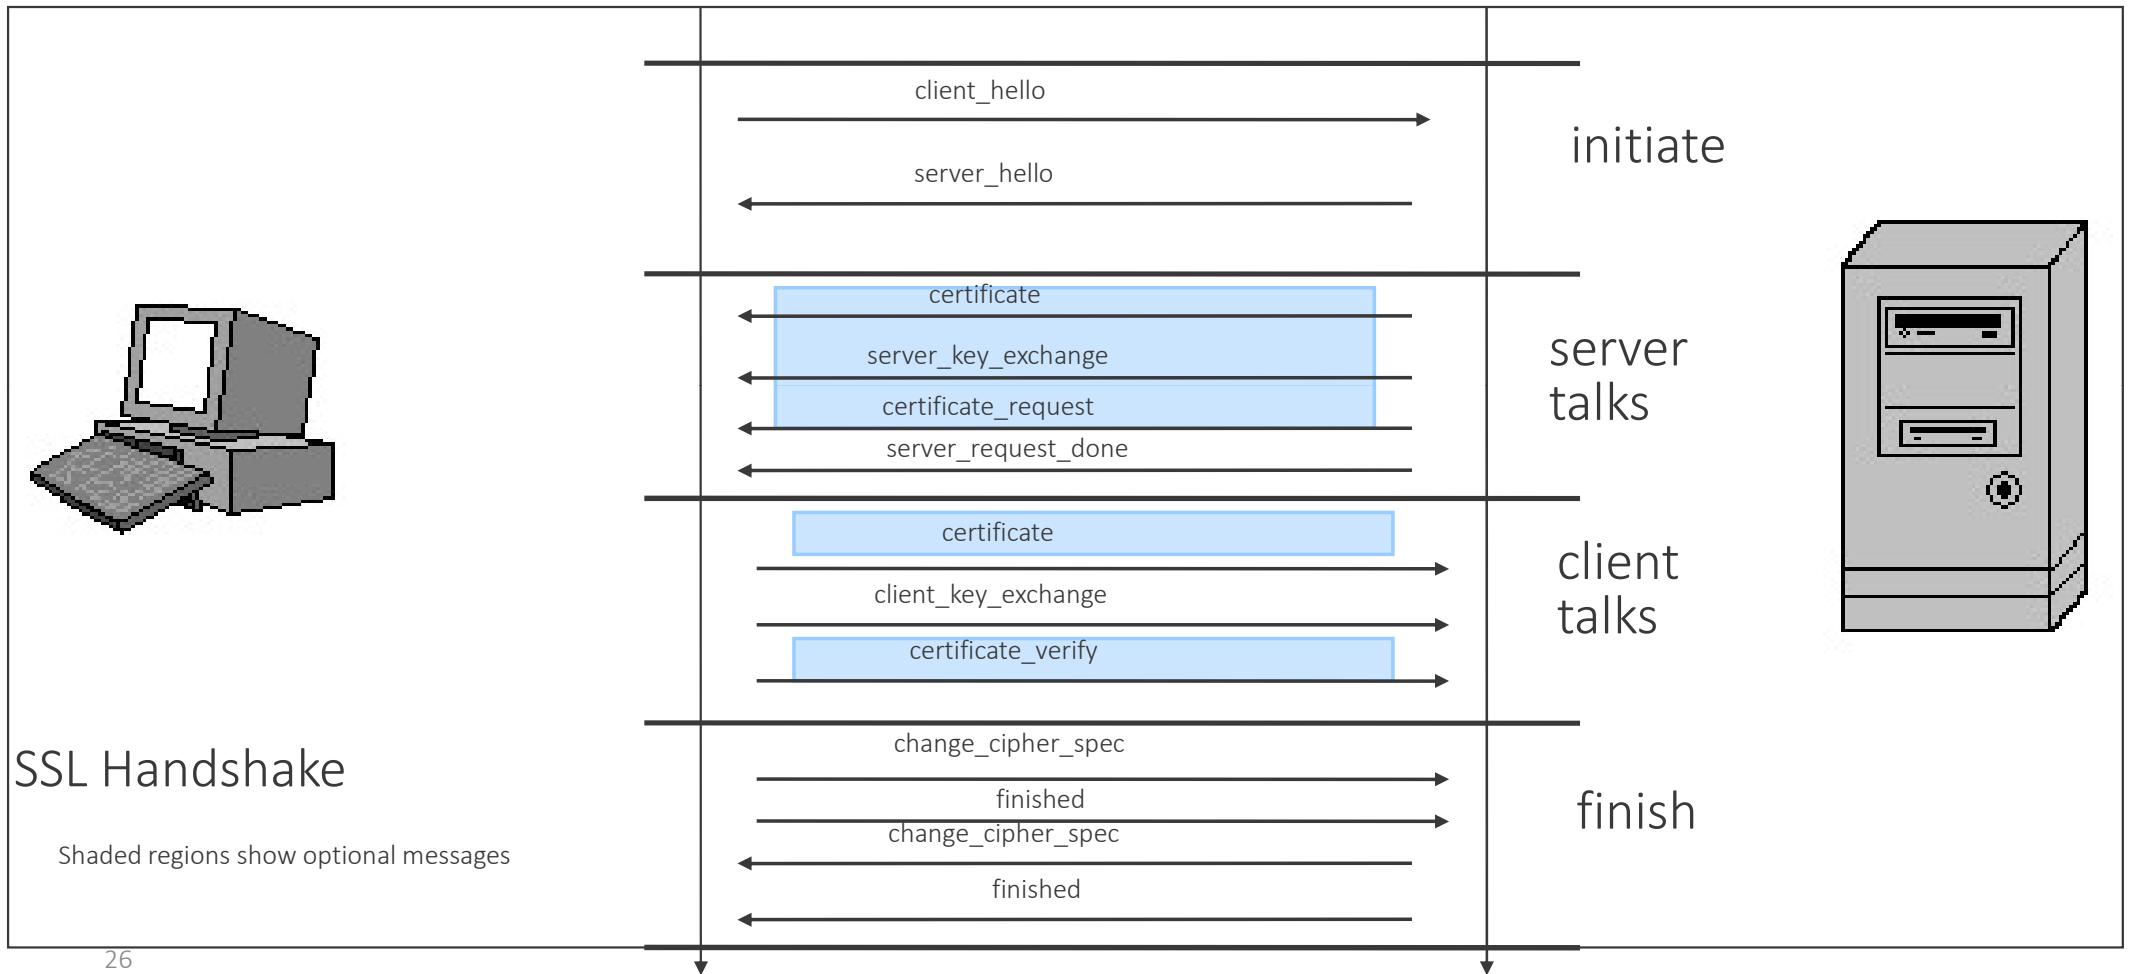 client_hello
initiate
server_hello
certificate
server_key_exchange
server
talks
certificate_request
server_request_done
certificate
client
talks
client_key_exchange
certificate_verify
change_cipher_spec
SSL Handshake
finished
finish
change_cipher_spec
Shaded regions show optional messages
finished
26